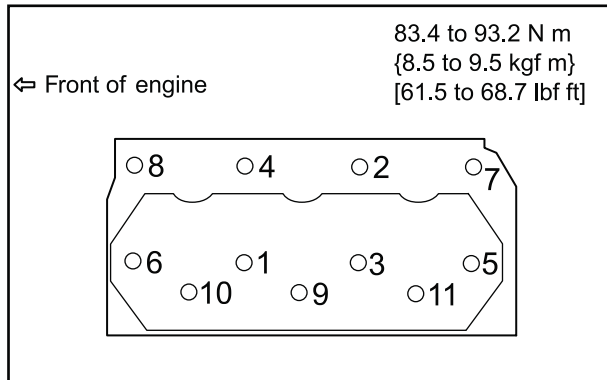 83.4 to 93.2 N m
{8.5 to 9.5 kgf m}
[61.5 to 68.7 lbf ft]
⇦ Front of engine
8 4 2 7
6 1 3 5
10 9 11